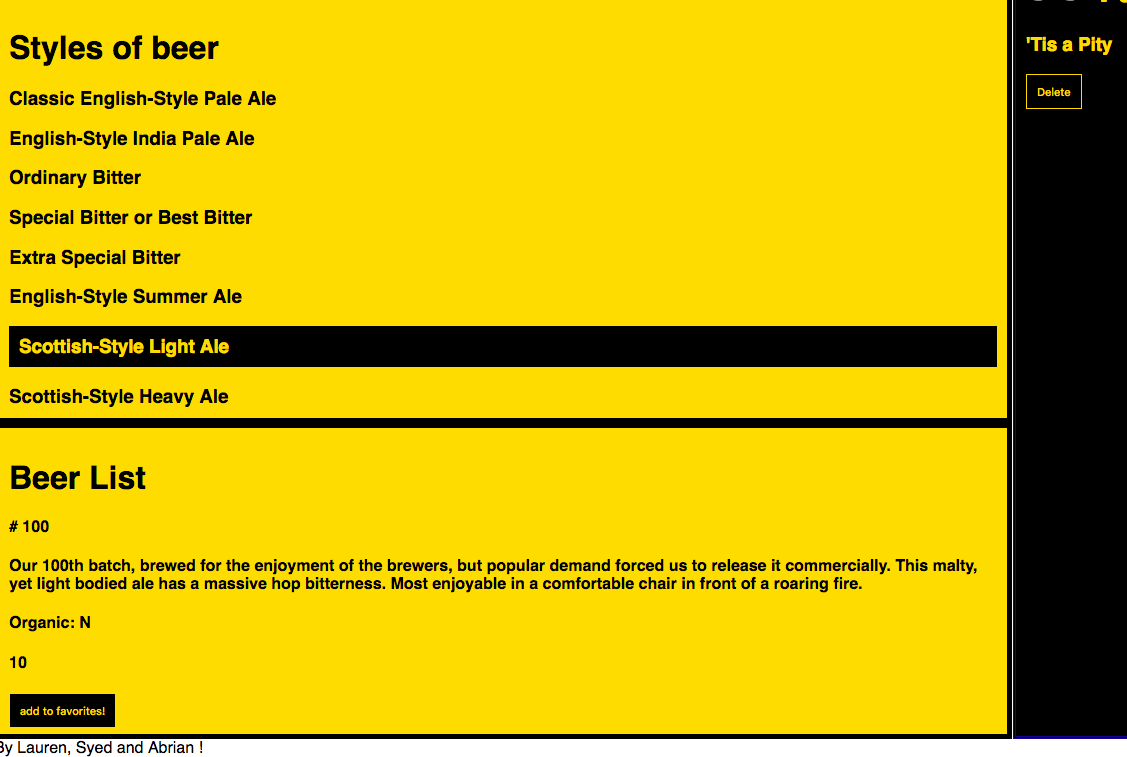 Styles of beer
Classic English-Style Pale Ale
English-Style India Pale Ale
Ordinary Bitter
Special Bitter or Best Bitter
Extra Special Bitter
English-Style Summer Ale
Scottish-Style Light Ale
Scottish-Style Heavy Ale
Beer List
# 100
Our 100th batch, brewed for the enjoyment of the brewers, but popular demand forced us to release it commercially. This malty,
yet light bodied ale has a massive hop bitterness. Most enjoyable in a comfortable chair in front of a roaring fire.
Organic: N
10
add to favorites!
By Lauren, Syed and Abrian !
'Tis a Pity
Delete